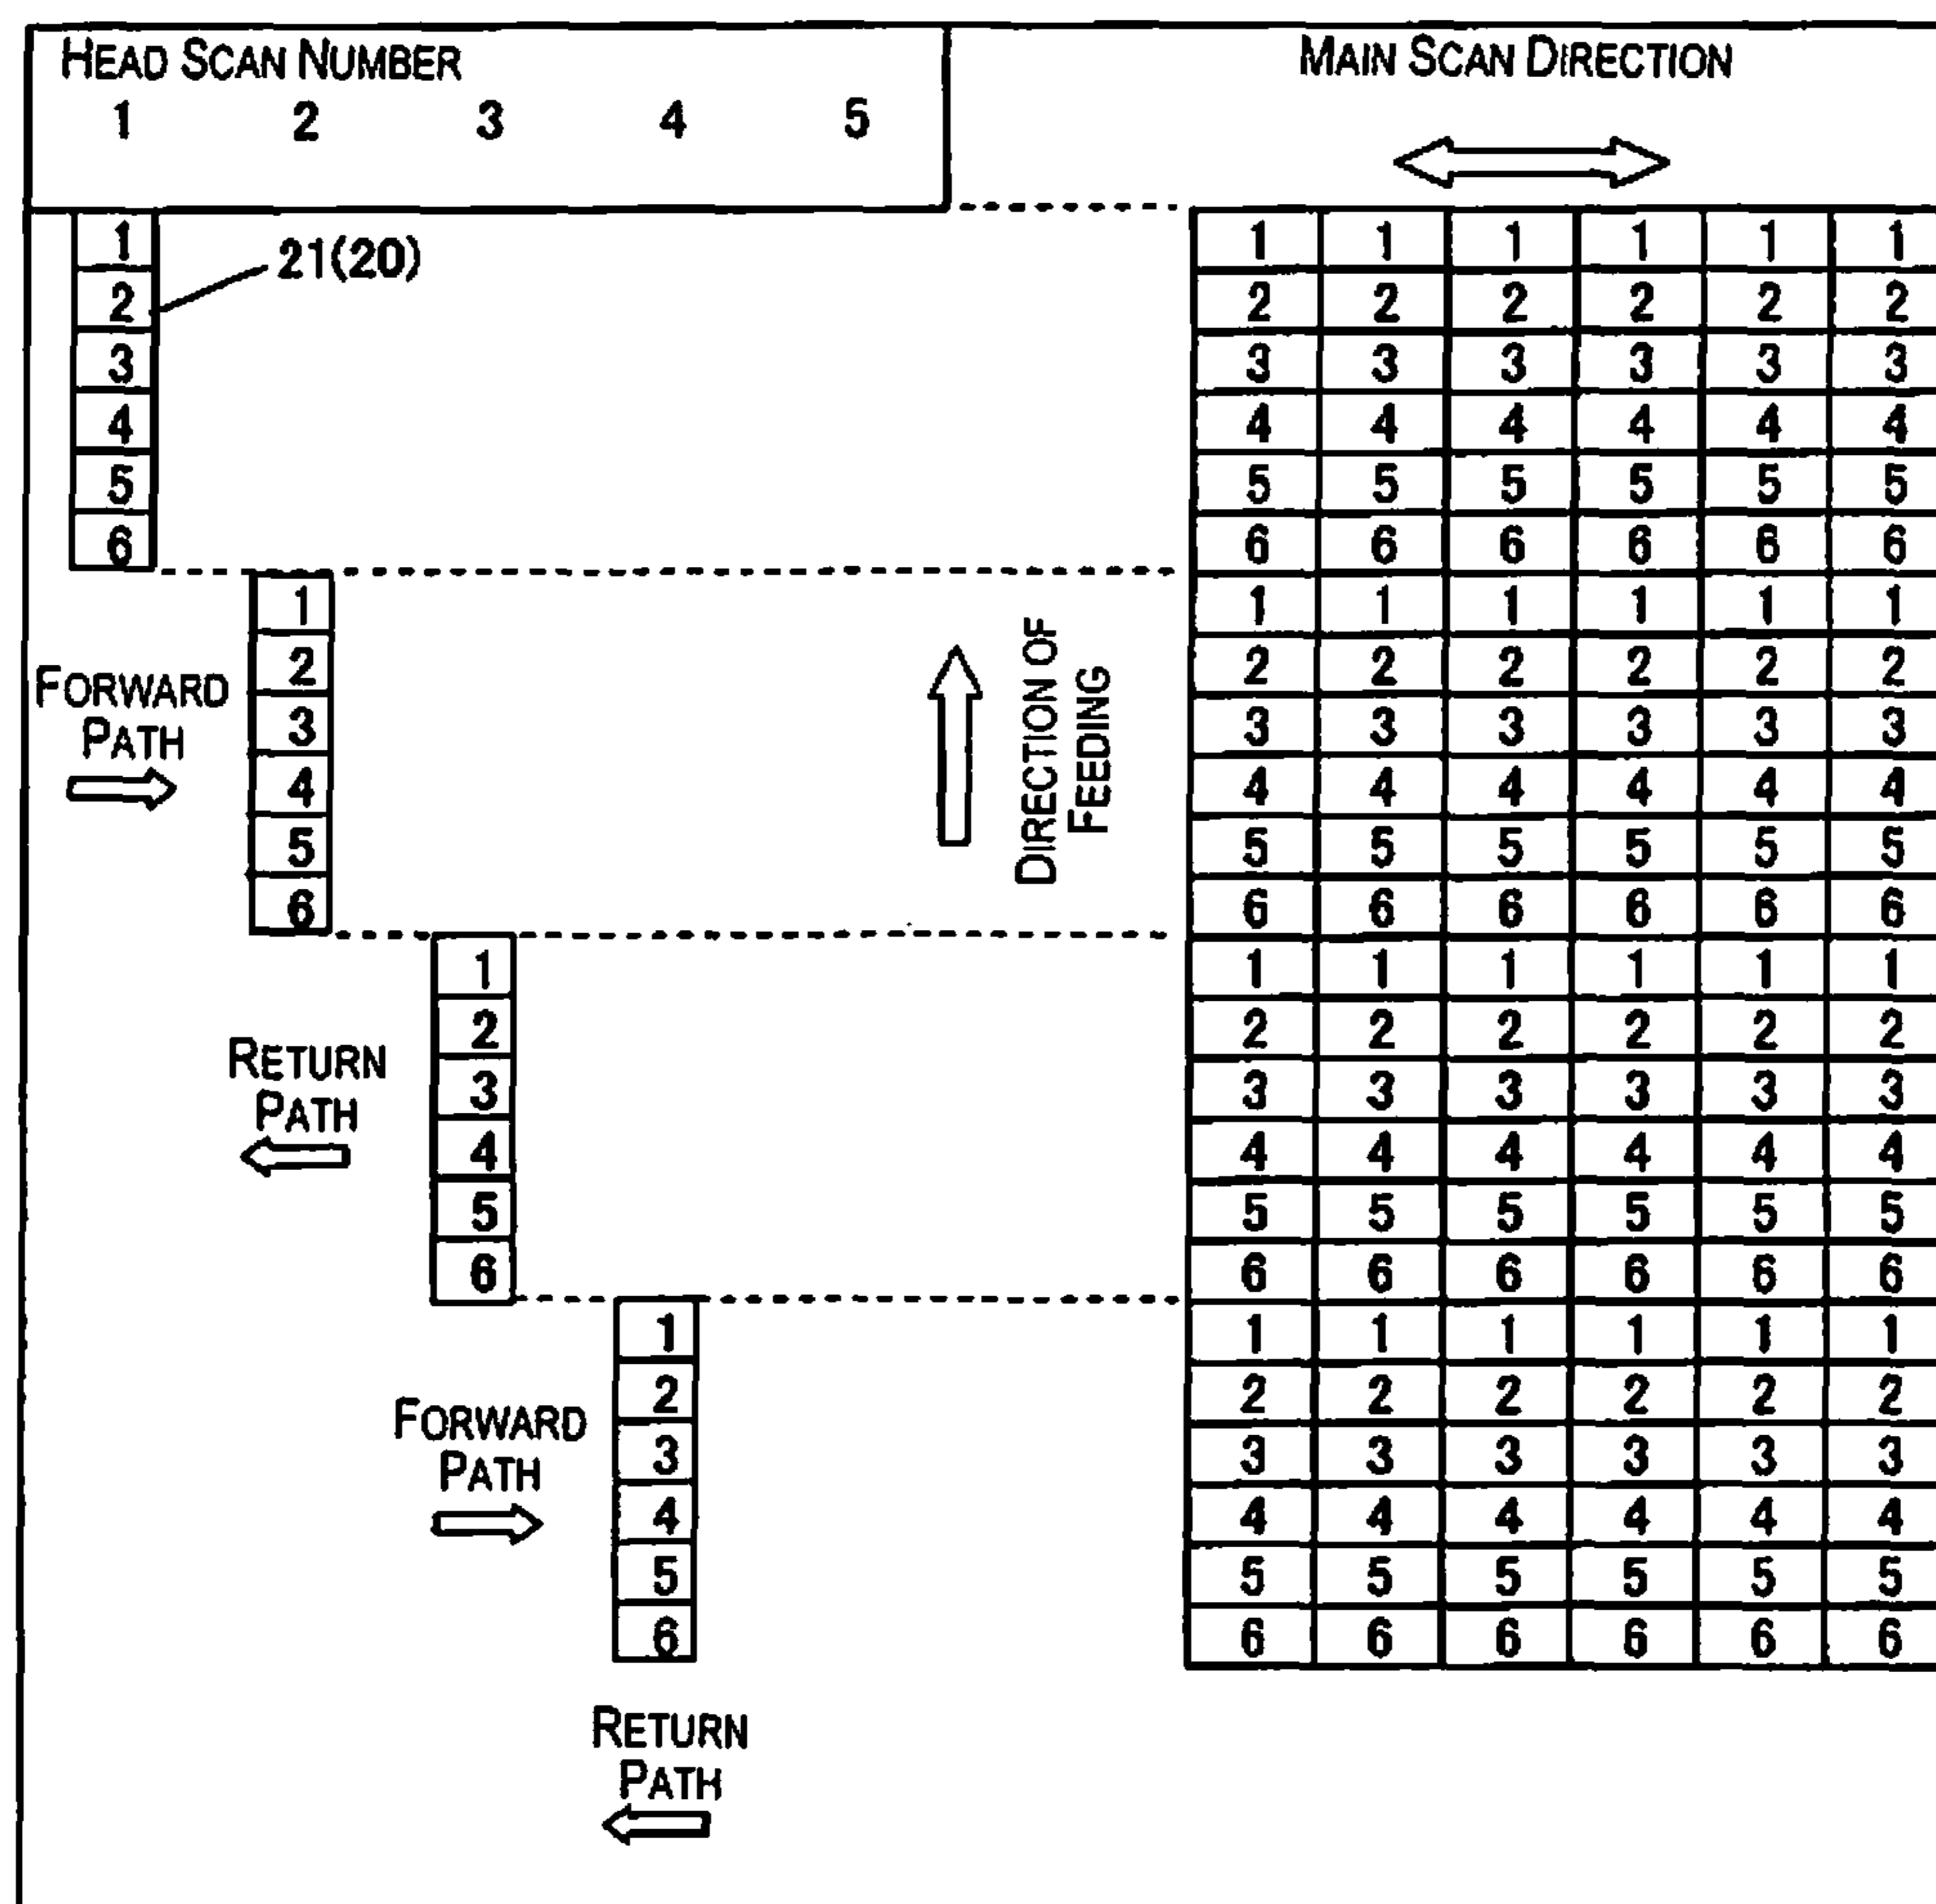 HEAD SCAN NUMBER
1 2 3 4 5
MAIN SCAN DIRECTION
21(20)
1
2
3
4
5
6
FORWARD
PATH
1
2
3
4
5
6
RETURN
PATH
1
2
3
4
5
6
FORWARD
PATH
1
2
3
4
5
6
RETURN
PATH
DIRECTION OF
FEEDING
1 1 1 1 1 1
2 2 2 2 2 2
3 3 3 3 3 3
4 4 4 4 4 4
5 5 5 5 5 5
6 6 6 6 6 6
1 1 1 1 1 1
2 2 2 2 2 2
3 3 3 3 3 3
4 4 4 4 4 4
5 5 5 5 5 5
6 6 6 6 6 6
1 1 1 1 1 1
2 2 2 2 2 2
3 3 3 3 3 3
4 4 4 4 4 4
5 5 5 5 5 5
6 6 6 6 6 6
1 1 1 1 1 1
2 2 2 2 2 2
3 3 3 3 3 3
4 4 4 4 4 4
5 5 5 5 5 5
6 6 6 6 6 6